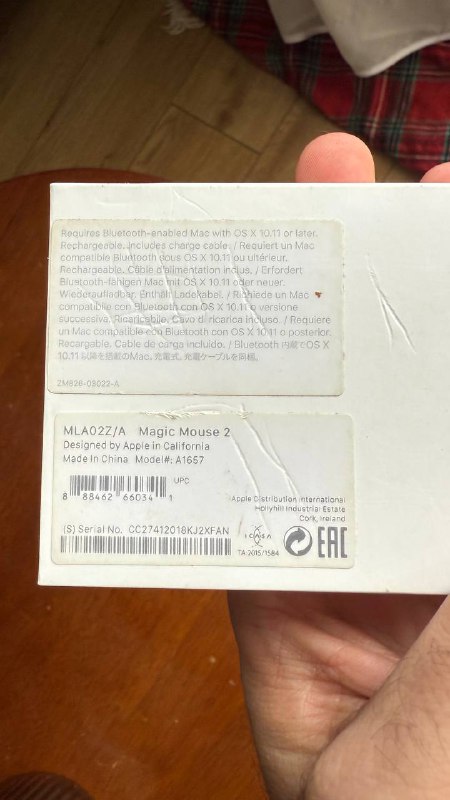 Requires Bluetooth-enabled Mac with OS X 10.11 or later.
Rechargeable. Includes charge cable. / Requiert un Mac
compatible Bluetooth sous OS X 10.11 ou ultérieur.
Rechargeable. Câble d'alimentation inclus. / Erfordert
Bluetooth-fähigen Mac mit OS X 10.11 oder neuer.
Wiederaufladbar. Enthält Ladekabel. / Richiede un Mac
compatibile con Bluetooth con OS X 10.11 o versione
successiva. Ricaricabile. Cavo di ricarica incluso. / Requiere
un Mac compatible con Bluetooth con OS X 10.11 o posterior.
Recargable. Cable de carga incluido. / Bluetooth 内蔵でOS X
10.11 以降を搭載のMac. 充電式。充電ケーブルを同梱。
ZM826-09022-A
MLA02Z/A Magic Mouse 2
Designed by Apple in California
Made in China Model#: A1657
UPC
8 88462 66034 1
Apple Distribution International
Hollyhill Industrial Estate
Cork, Ireland
(S) Serial No. CC27412018KJ2XFAN
ICASA
TA 2015/1584
EAC